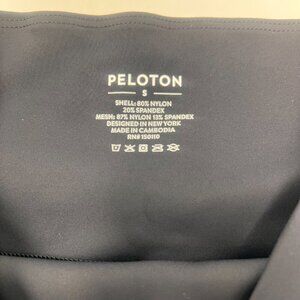 PELOTON
S
SHELL: 80% NYLON
20% SPANDEX
MESH: 87% NYLON 13% SPANDEX
DESIGNED IN NEW YORK
MADE IN CAMBODIA
RN# 150110